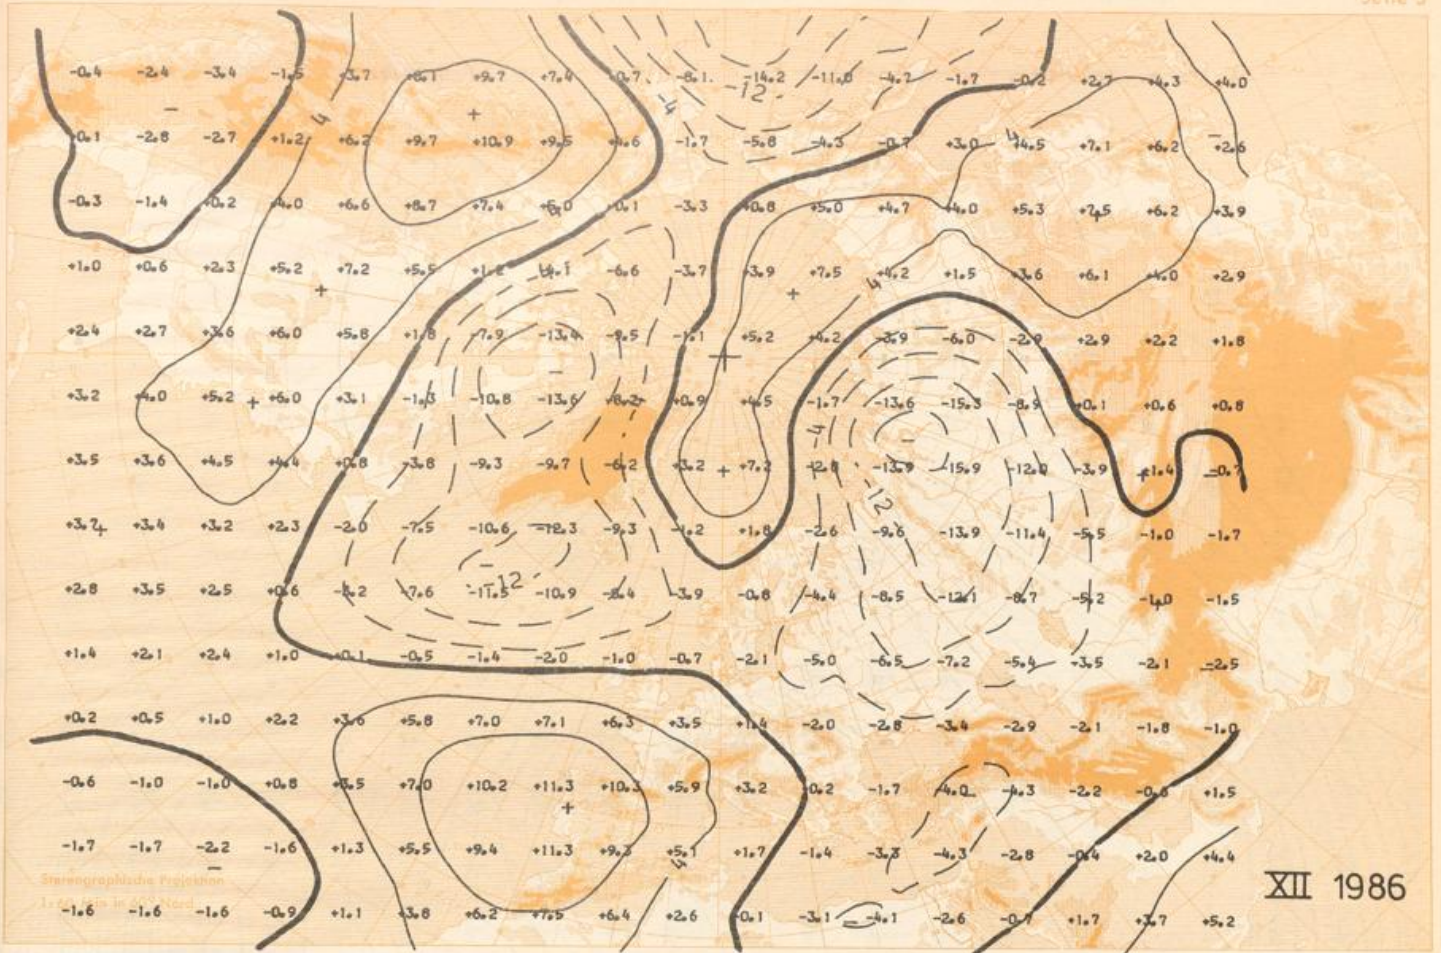 -0.4 -2.4 -3.4 -1.5 +3.7 +8.1 +9.7 +7.4 -0.7 -8.1 -14.2 -11.0 -4.7 -1.7 -0.2 +2.7 +4.3 +4.0
-12
-4
4
-0.1 -2.8 -2.7 +1.2 +6.2 +9.7 +10.9 +9.5 +4.6 -1.7 -5.8 -4.3 -0.7 +3.0 +4.5 +7.1 +6.2 +2.6
4
-0.3 -1.4 +0.2 +4.0 +6.6 +8.7 +7.4 +6.0 -0.1 -3.3 +0.8 +5.0 +4.7 +4.0 +5.3 +7.5 +6.2 +3.9
4
+1.0 +0.6 +2.3 +5.2 +7.2 +5.5 +1.2 -4.1 -6.6 -3.7 +3.9 +7.5 +4.2 +1.5 +3.6 +6.1 +4.0 +2.9
4
+2.4 +2.7 +3.6 +6.0 +5.8 +1.8 -7.9 -13.4 -9.5 -1.1 +5.2 +4.2 -3.9 -6.0 -2.9 +2.9 +2.2 +1.8
+3.2 +4.0 +5.2 +6.0 +3.1 -1.3 -10.8 -13.6 -8.2 +0.9 +4.5 -1.7 -13.6 -15.3 -8.9 +0.1 +0.6 +0.8
-4
+3.5 +3.6 +4.5 +4.4 +0.8 -3.8 -9.3 -9.7 -6.2 +3.2 +7.2 -2.8 -13.9 -15.9 -12.0 -3.9 +1.4 -0.7
-12
+3.7 +3.4 +3.2 +2.3 -2.0 -7.5 -10.6 -12.3 -9.3 -1.2 +1.8 -2.6 -9.6 -13.9 -11.4 -5.5 -1.0 -1.7
-12
+2.8 +3.5 +2.5 +0.6 -4.2 -7.6 -11.5 -10.9 -8.4 -3.9 -0.8 -4.4 -8.5 -12.1 -8.7 -5.2 -1.0 -1.5
+1.4 +2.1 +2.4 +1.0 -0.1 -0.5 -1.4 -2.0 -1.0 -0.7 -2.1 -5.0 -6.5 -7.2 -5.4 -3.5 -2.1 -2.5
+0.2 +0.5 +1.0 +2.2 +3.6 +5.8 +7.0 +7.1 +6.3 +3.5 +1.4 -2.0 -2.8 -3.4 -2.9 -2.1 -1.8 -1.0
-0.6 -1.0 -1.0 +0.8 +3.5 +7.0 +10.2 +11.3 +10.3 +5.9 +3.2 -0.2 -1.7 -4.0 -4.3 -2.2 -0.6 +1.5
-1.7 -1.7 -2.2 -1.6 +1.3 +5.5 +9.4 +11.3 +9.3 +5.1 +1.7 -1.4 -3.3 -4.3 -2.8 -0.4 +2.0 +4.4
4
Stereographische Projektion
XII 1986
-1.6 -1.6 -1.6 -0.9 +1.1 +3.8 +6.2 +7.5 +6.4 +2.6 -0.1 -3.1 -4.1 -2.6 -0.7 +1.7 +3.7 +5.2